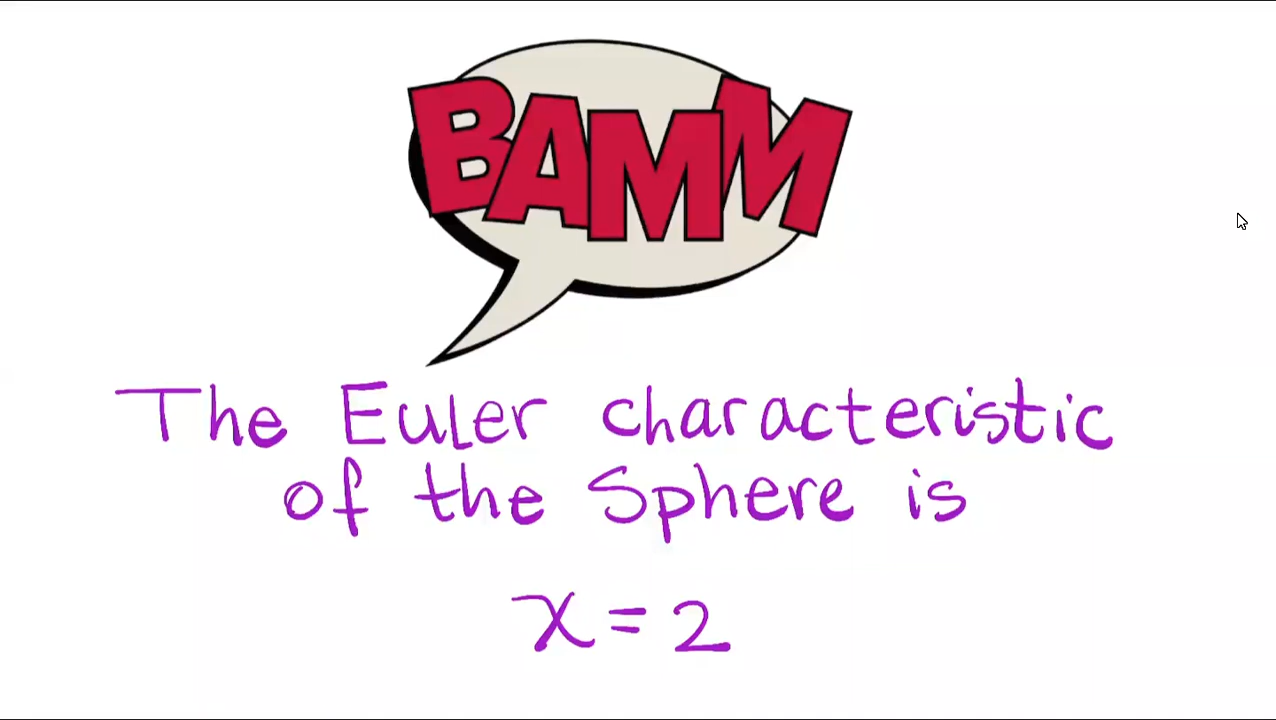 BAMM
The Euler characteristic
of the Sphere is
χ = 2